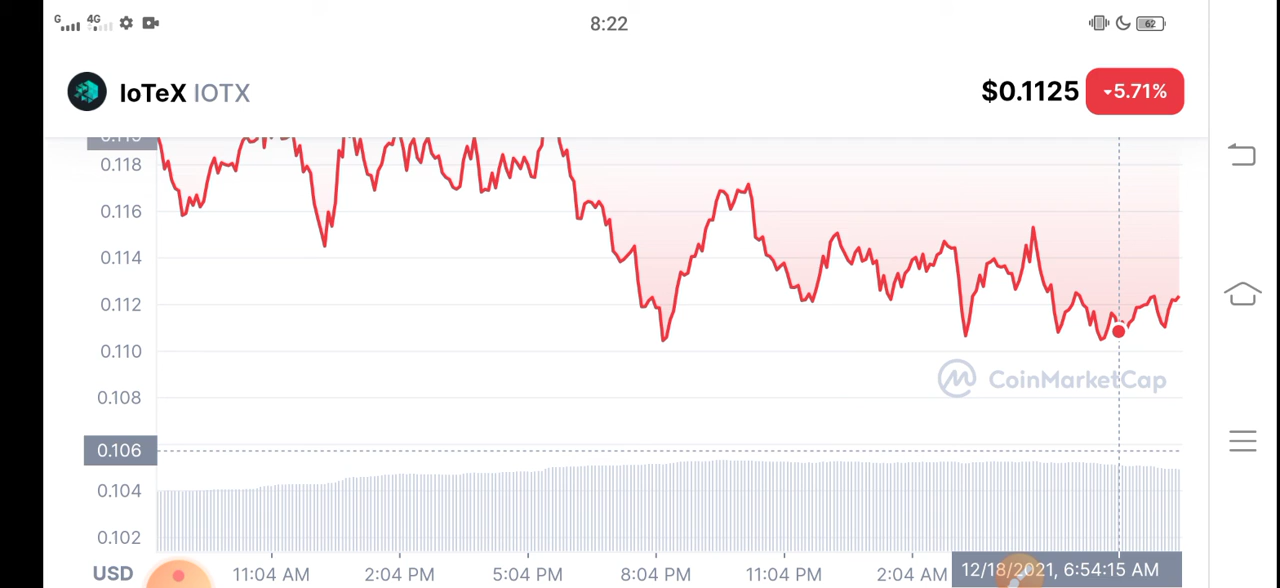 G 4G 8:22 62
IoTeX IOTX $0.1125 5.71%
0.118
0.116
0.114
0.112
0.110
CoinMarketCap
0.108
0.106
0.104
0.102
USD 11:04 AM 2:04 PM 5:04 PM 8:04 PM 11:04 PM 2:04 AM 12/18/2021, 6:54:15 AM